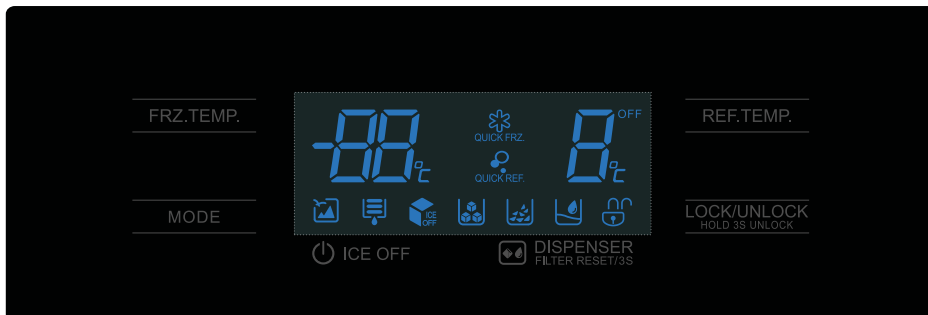 FRZ.TEMP.
-88°C
QUICK FRZ.
QUICK REF.
8°C
OFF
REF.TEMP.
MODE
ICE
OFF
LOCK/UNLOCK
HOLD 3S UNLOCK
ICE OFF
DISPENSER
FILTER RESET/3S